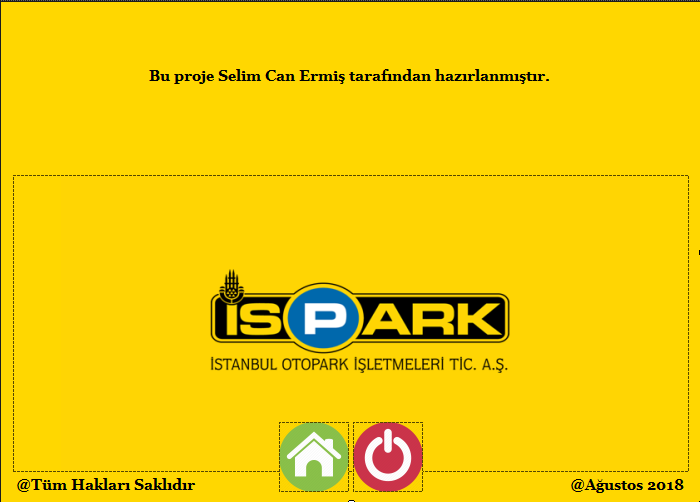 Bu proje Selim Can Ermiş tarafından hazırlanmıştır.
İSPARK
İSTANBUL OTOPARK İŞLETMELERİ TİC. A.Ş.
@Tüm Hakları Saklıdır
@Ağustos 2018